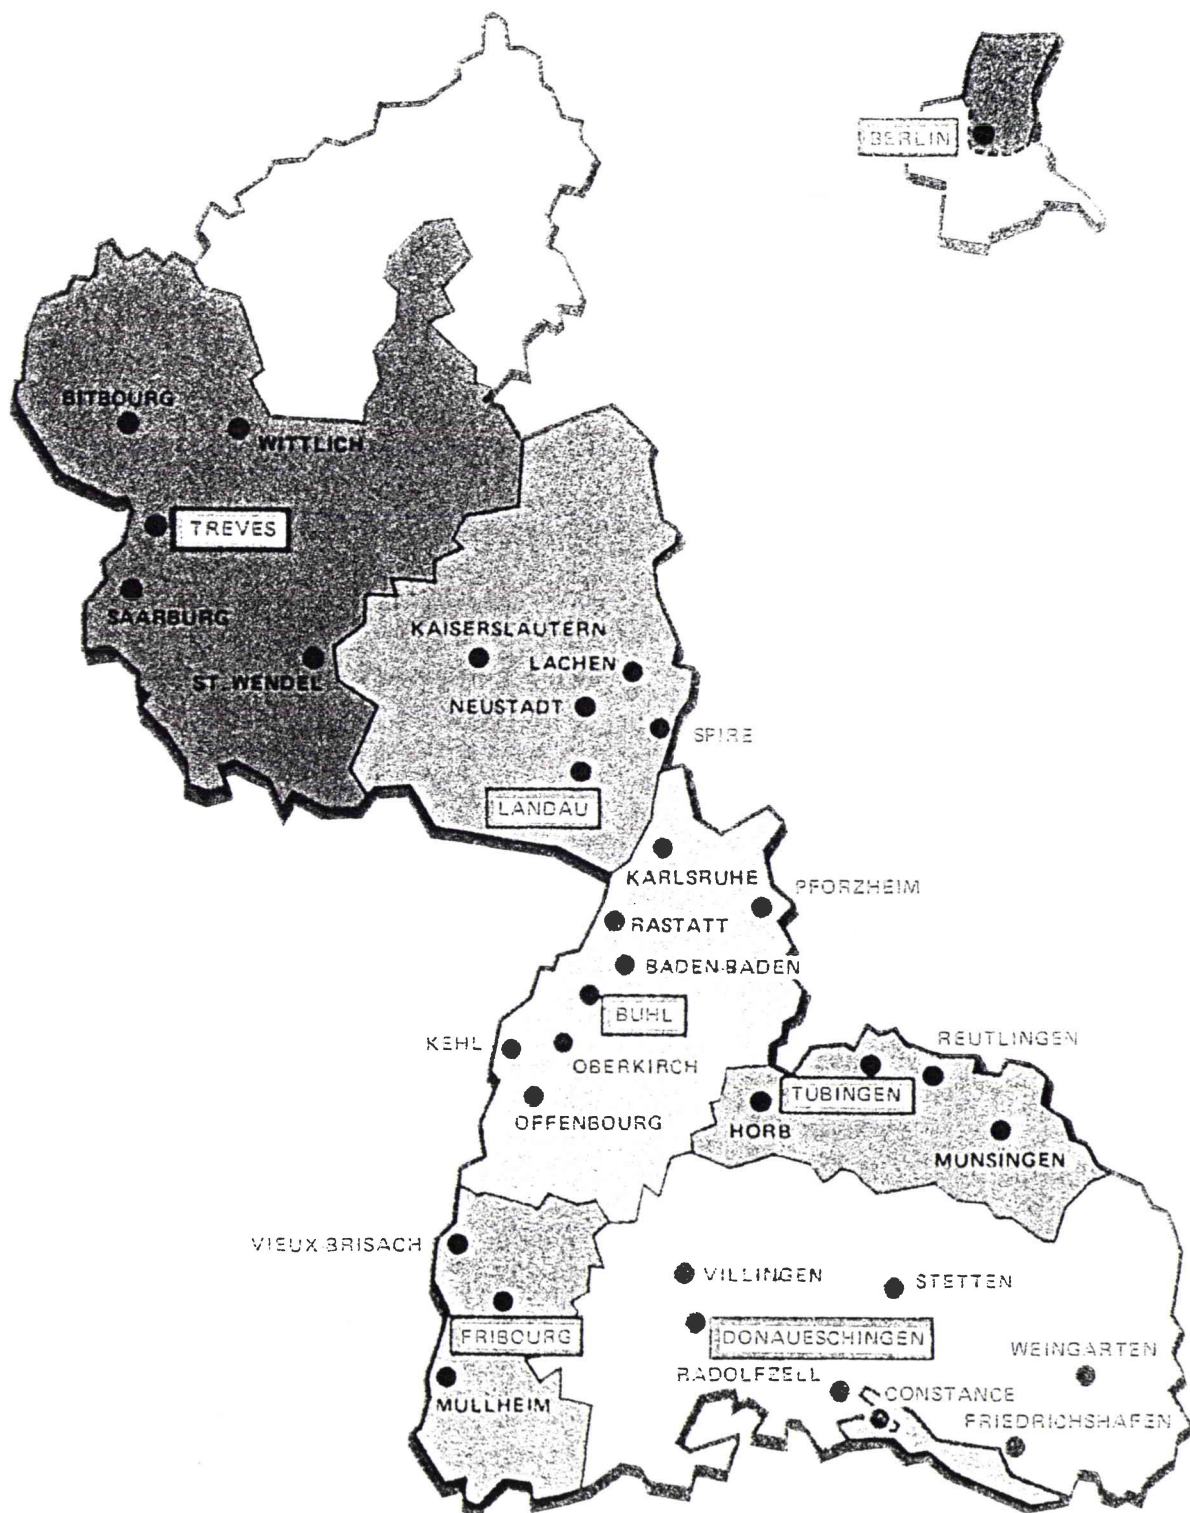 BERLIN
BITBOURG
WITTLICH
TREVES
SAARBURG
KAISERSLAUTERN
LACHEN
ST. WENDEL
NEUSTADT
SPIRE
LANDAU
KARLSRUHE
PFORZHEIM
RASTATT
BADEN-BADEN
BUHL
KEHL
REUTLINGEN
OBERKIRCH
TÜBINGEN
OFFENBOURG
HORB
MUNSINGEN
VIEUX-BRISACH
VILLINGEN
STETTEN
FRIBOURG
DONAUESCHINGEN
WEINGARTEN
RADOLFZELL
CONSTANCE
MULLHEIM
FRIEDRICHSHAFEN